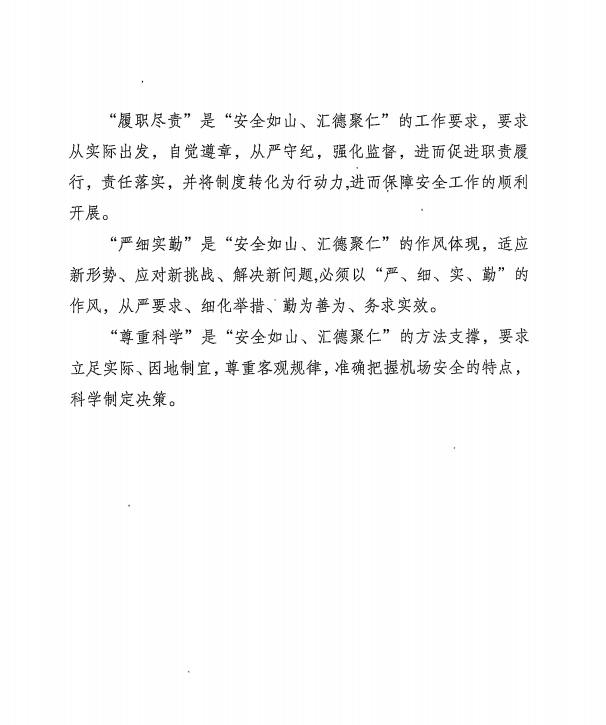 “履职尽责”是“安全如山、汇德聚仁”的工作要求，要求
从实际出发，自觉遵章，从严守纪，强化监督，进而促进职责履
行，责任落实，并将制度转化为行动力,进而保障安全工作的顺利
开展。
“严细实勤”是“安全如山、汇德聚仁”的作风体现，适应
新形势、应对新挑战、解决新问题,必须以“严、细、实、勤”的
作风，从严要求、细化举措、勤为善为、务求实效。
“尊重科学”是“安全如山、汇德聚仁”的方法支撑，要求
立足实际、因地制宜，尊重客观规律，准确把握机场安全的特点，
科学制定决策。